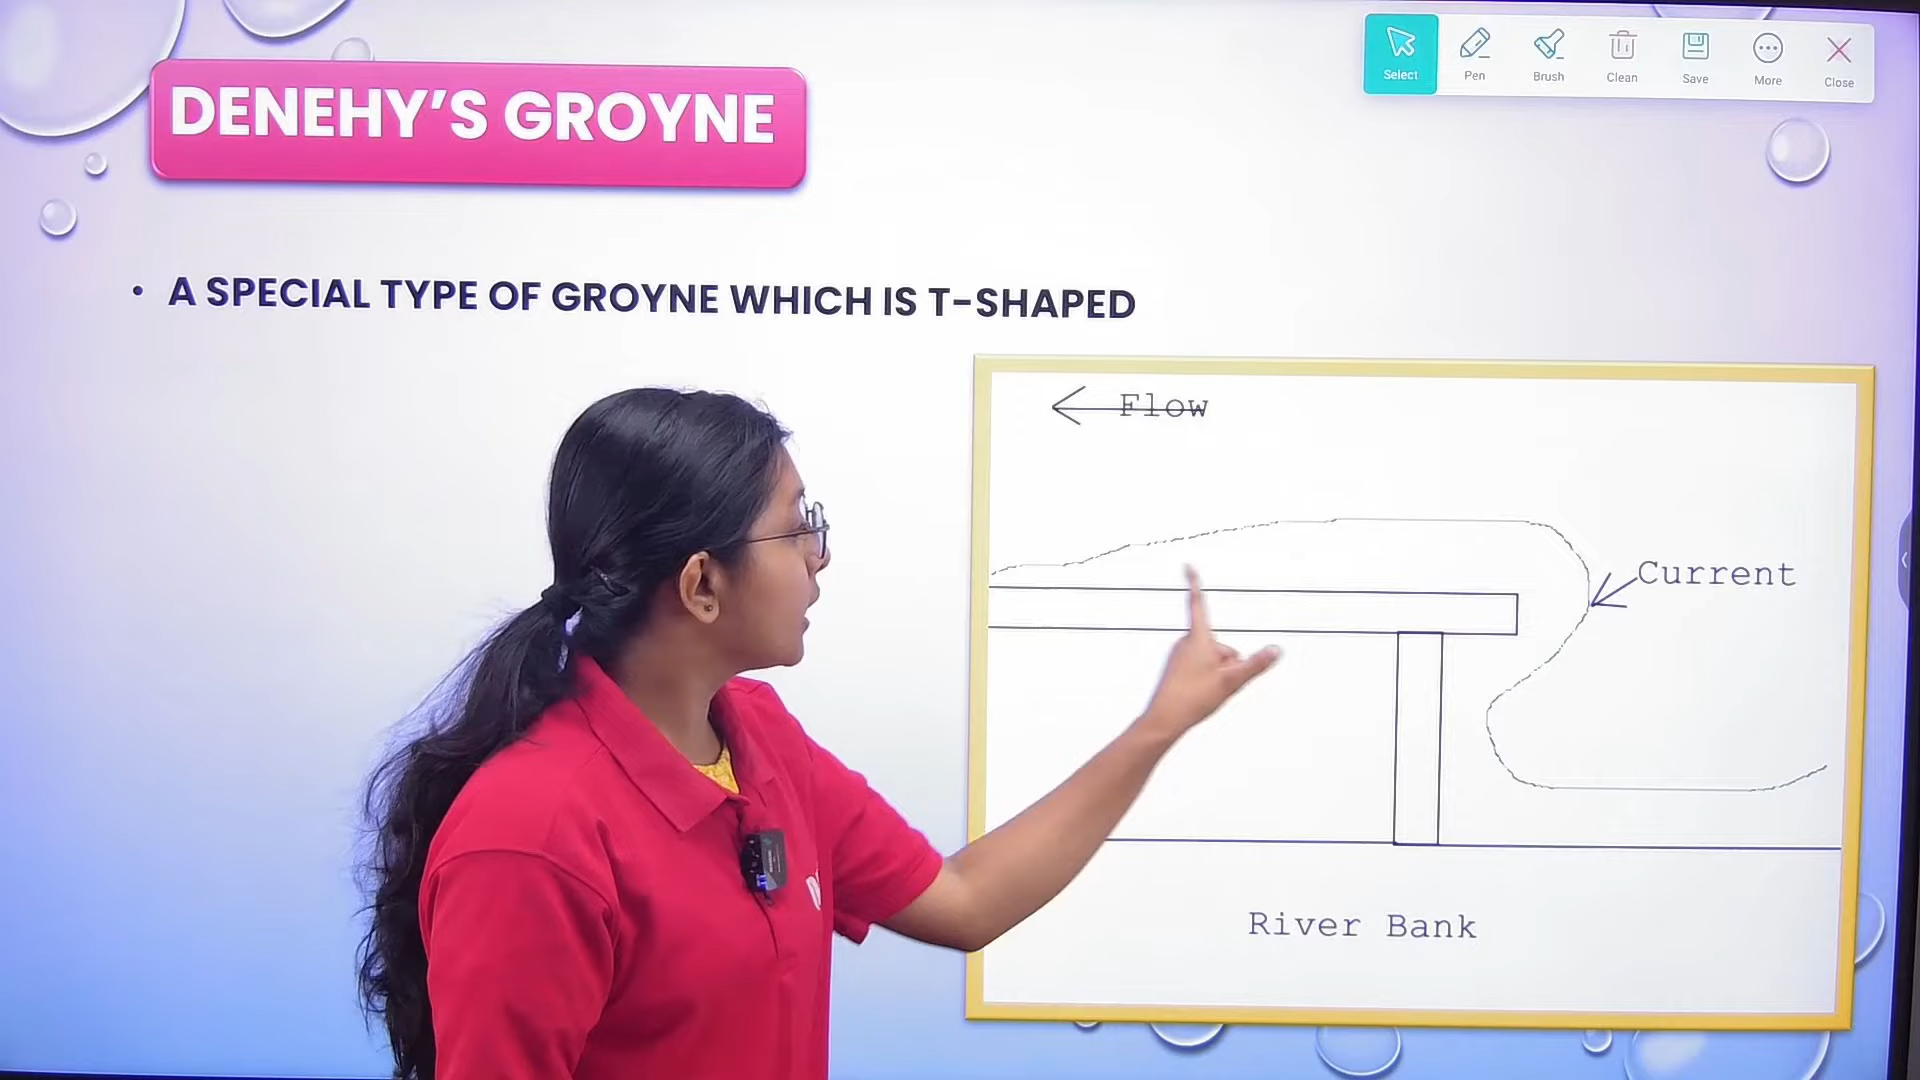 DENEHY'S GROYNE
Select Pen Brush Clean Save More Close
• A SPECIAL TYPE OF GROYNE WHICH IS T-SHAPED
Flow
Current
River Bank